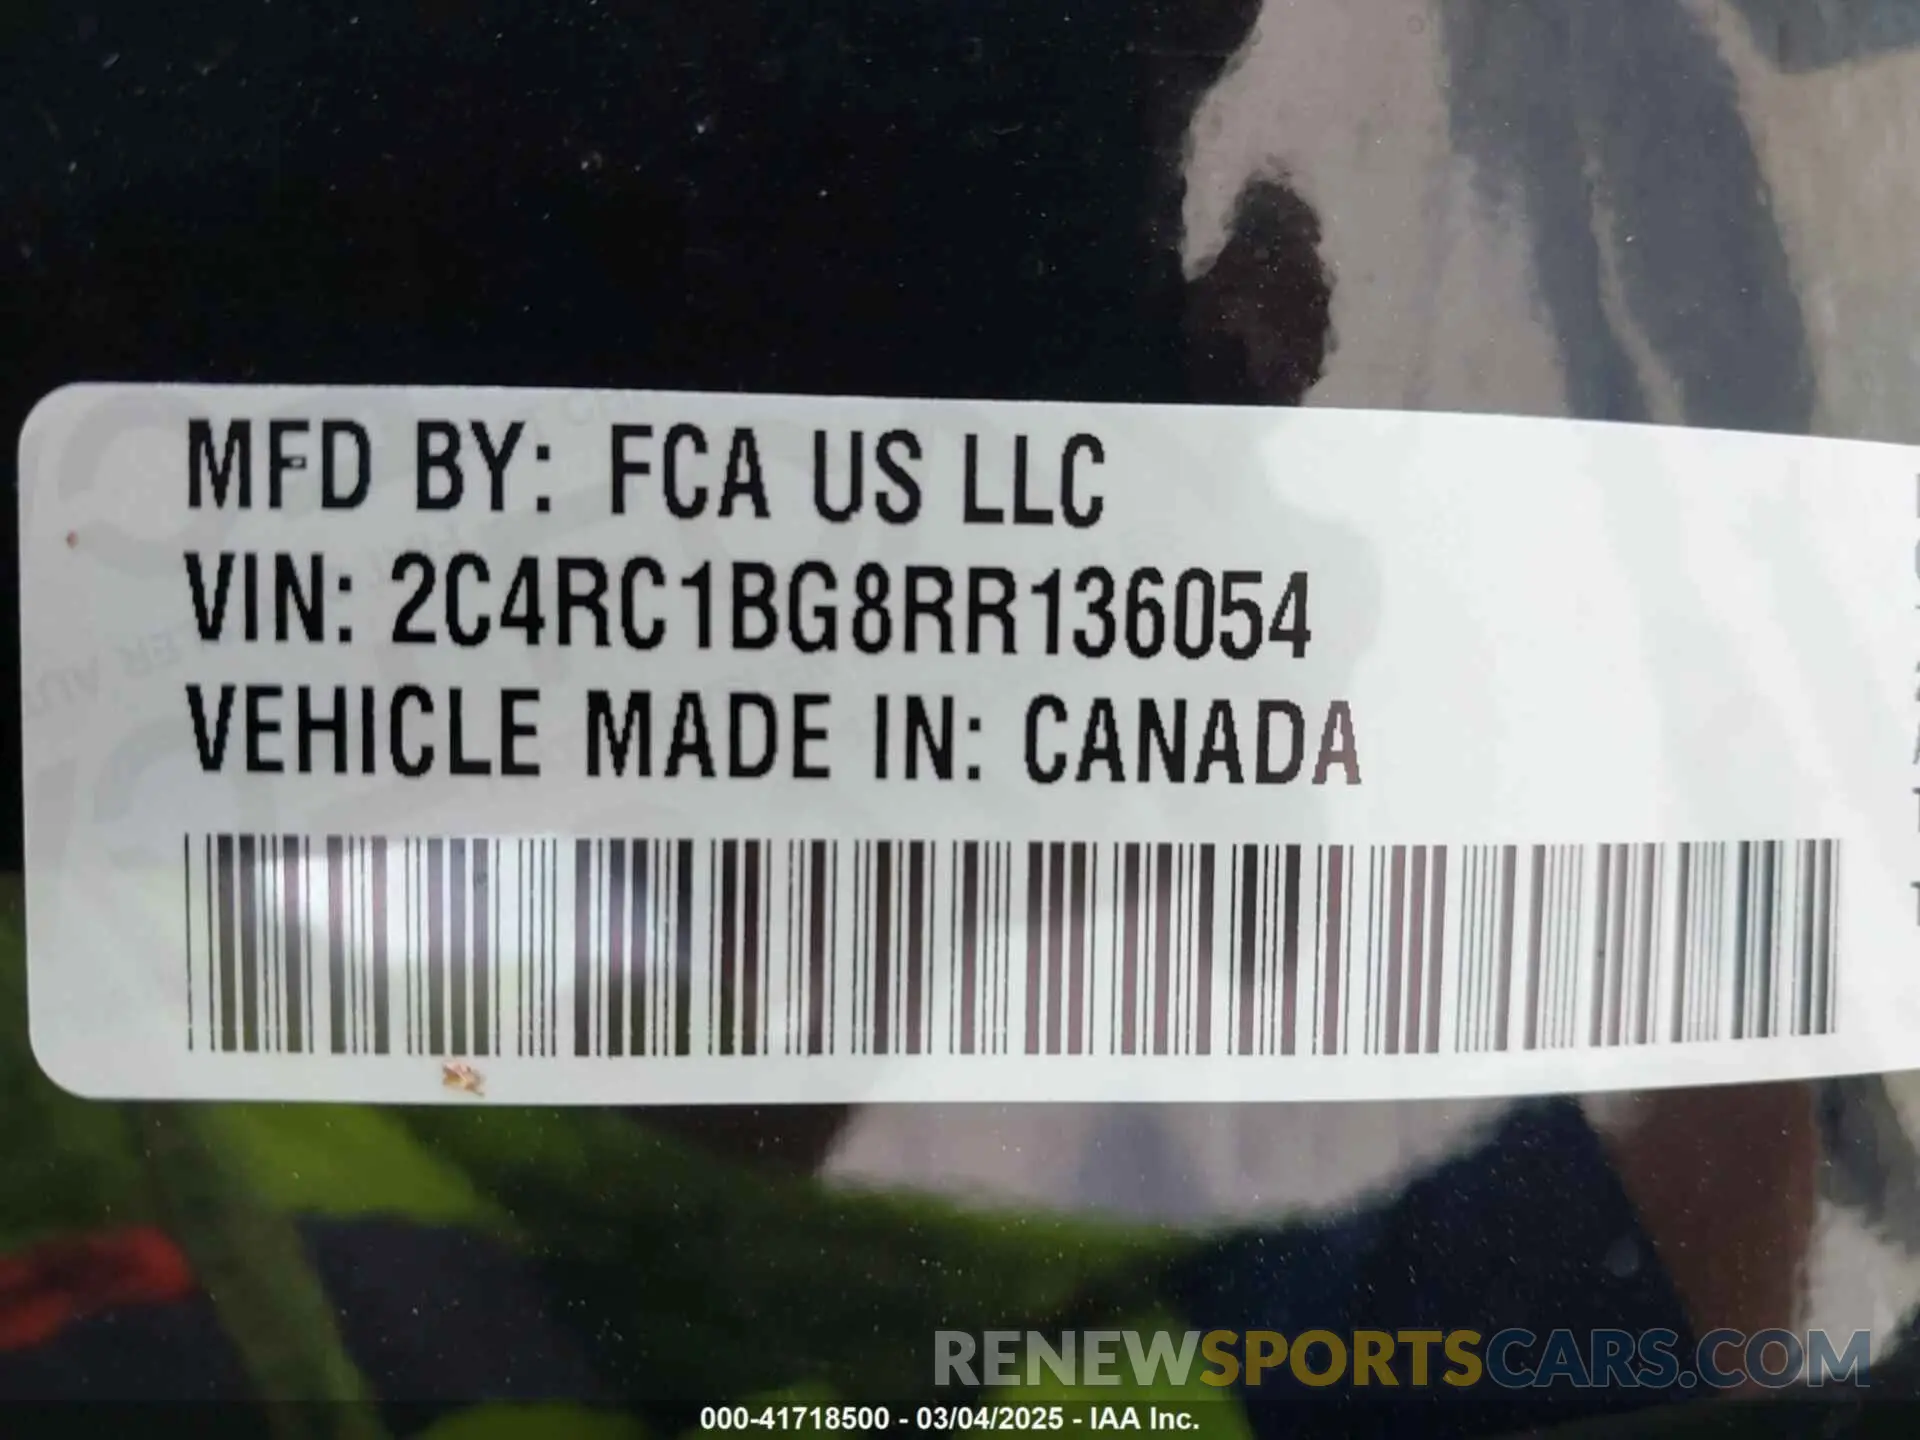 MFD BY: FCA US LLC
VIN: 2C4RC1BG8RR136054
VEHICLE MADE IN: CANADA
RENEWSPORTSCARS.COM
000-41718500 - 03/04/2025 - IAA Inc.